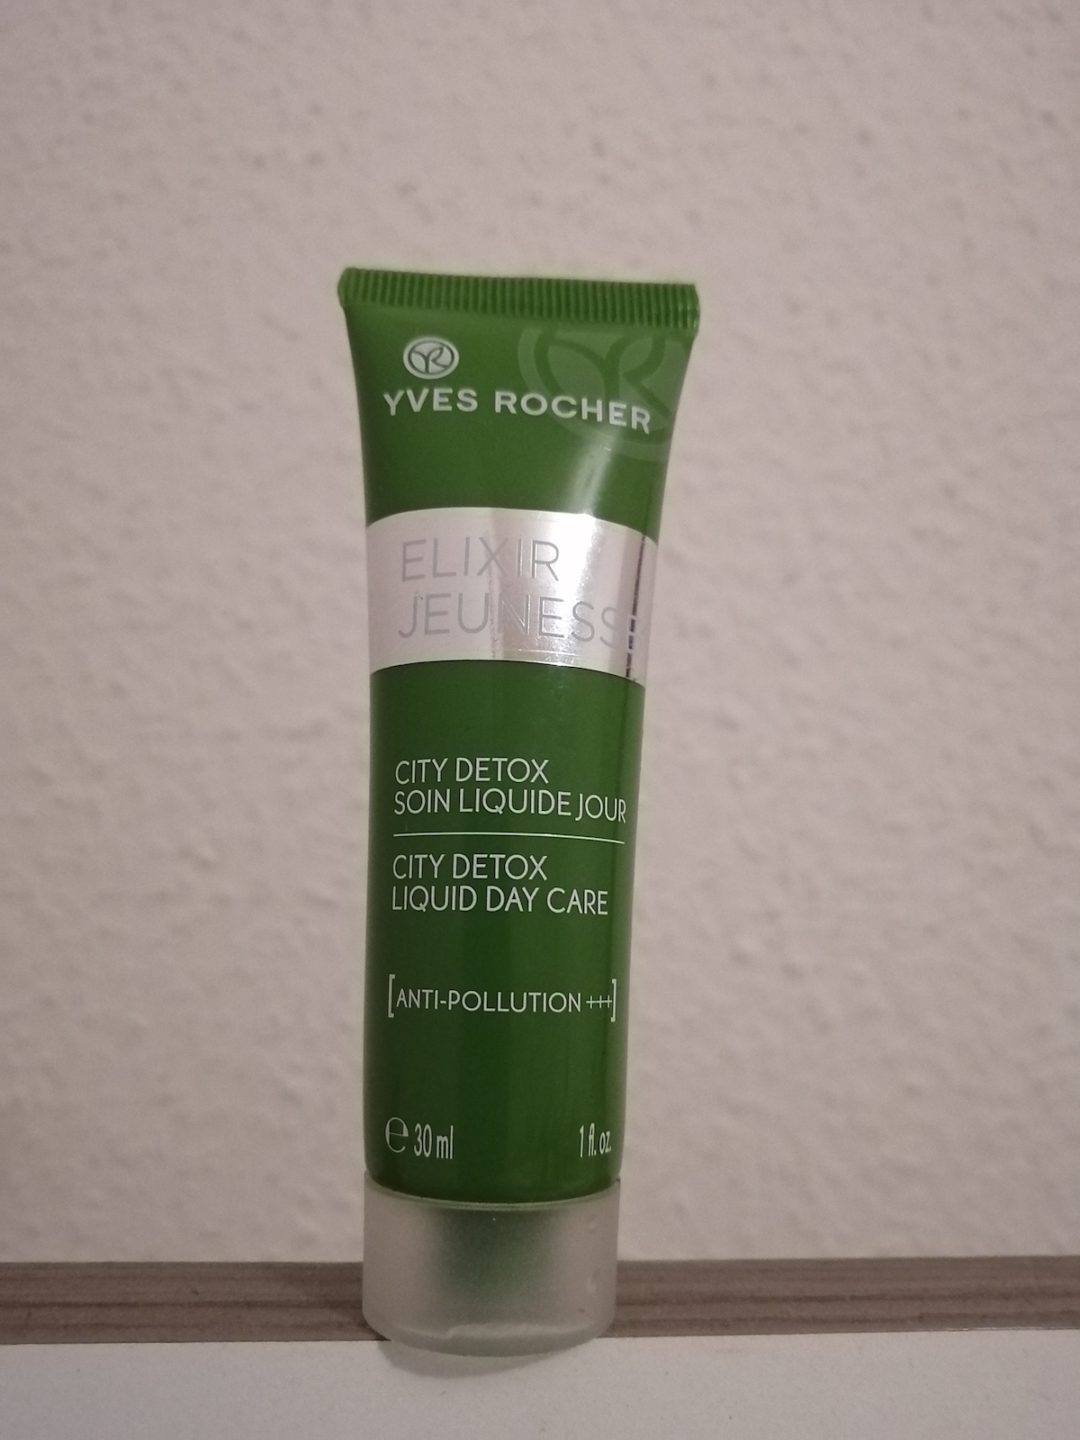 YVES ROCHER
ELIXIR
JEUNESSE
CITY DETOX
SOIN LIQUIDE JOUR
CITY DETOX
LIQUID DAY CARE
[ANTI-POLLUTION +++]
e 30 ml 1 fl. oz.